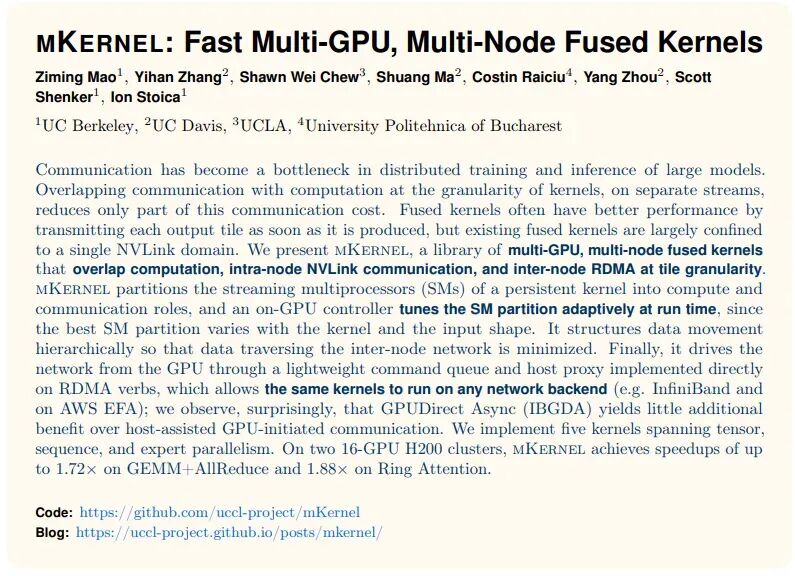 MKERNEL: Fast Multi-GPU, Multi-Node Fused Kernels
Ziming Mao¹, Yihan Zhang², Shawn Wei Chew³, Shuang Ma², Costin Raiciu⁴, Yang Zhou², Scott
Shenker¹, Ion Stoica¹
¹UC Berkeley, ²UC Davis, ³UCLA, ⁴University Politehnica of Bucharest
Communication has become a bottleneck in distributed training and inference of large models.
Overlapping communication with computation at the granularity of kernels, on separate streams,
reduces only part of this communication cost. Fused kernels often have better performance by
transmitting each output tile as soon as it is produced, but existing fused kernels are largely confined
to a single NVLink domain. We present MKERNEL, a library of multi-GPU, multi-node fused kernels
that overlap computation, intra-node NVLink communication, and inter-node RDMA at tile granularity.
MKERNEL partitions the streaming multiprocessors (SMs) of a persistent kernel into compute and
communication roles, and an on-GPU controller tunes the SM partition adaptively at run time, since
the best SM partition varies with the kernel and the input shape. It structures data movement
hierarchically so that data traversing the inter-node network is minimized. Finally, it drives the
network from the GPU through a lightweight command queue and host proxy implemented directly
on RDMA verbs, which allows the same kernels to run on any network backend (e.g. InfiniBand and
on AWS EFA); we observe, surprisingly, that GPUDirect Async (IBGDA) yields little additional
benefit over host-assisted GPU-initiated communication. We implement five kernels spanning tensor,
sequence, and expert parallelism. On two 16-GPU H200 clusters, MKERNEL achieves speedups of
up to 1.72× on GEMM+AllReduce and 1.88× on Ring Attention.
Code: https://github.com/uccl-project/mKernel
Blog: https://uccl-project.github.io/posts/mkernel/